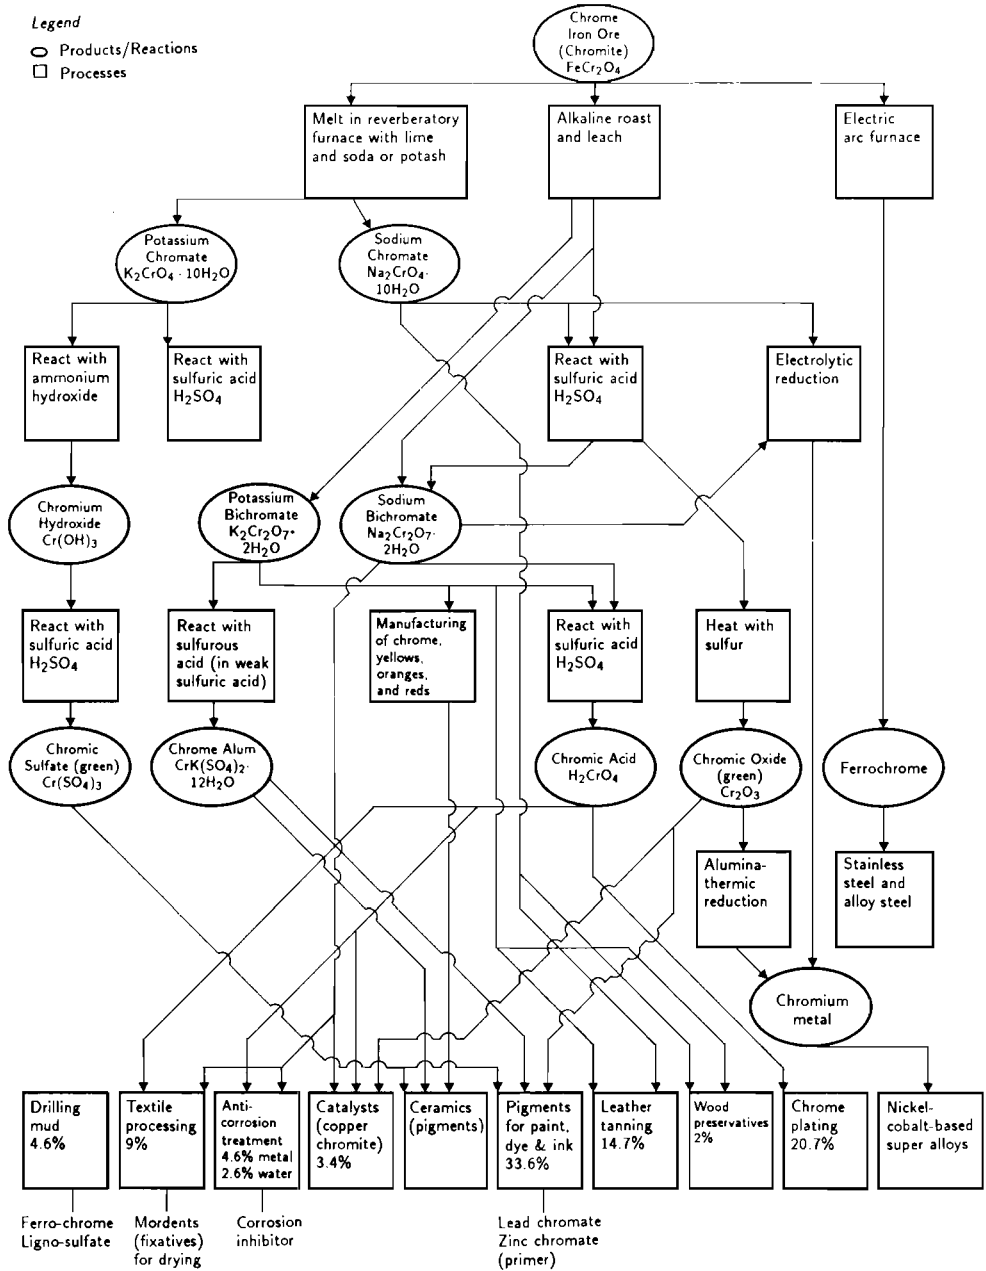 Legend
Products/Reactions
Processes
Chrome
Iron Ore
(Chromite)
FeCr₂O₄
Melt in reverberatory
furnace with lime
and soda or potash
Alkaline roast
and leach
Electric
arc furnace
Potassium
Chromate
K₂CrO₄ · 10H₂O
Sodium
Chromate
Na₂CrO₄·
10H₂O
React with
ammonium
hydroxide
React with
sulfuric acid
H₂SO₄
React with
sulfuric acid
H₂SO₄
Electrolytic
reduction
Chromium
Hydroxide
Cr(OH)₃
Potassium
Bichromate
K₂Cr₂O₇·
2H₂O
Sodium
Bichromate
Na₂Cr₂O₇·
2H₂O
React with
sulfuric acid
H₂SO₄
React with
sulfurous
acid (in weak
sulfuric acid)
Manufacturing
of chrome,
yellows,
oranges,
and reds
React with
sulfuric acid
H₂SO₄
Heat with
sulfur
Chromic
Sulfate (green)
Cr(SO₄)₃
Chrome Alum
CrK(SO₄)₂·
12H₂O
Chromic Acid
H₂CrO₄
Chromic Oxide
(green)
Cr₂O₃
Ferrochrome
Alumina-
thermic
reduction
Stainless
steel and
alloy steel
Chromium
metal
Drilling
mud
4.6%
Textile
processing
9%
Anti-
corrosion
treatment
4.6% metal
2.6% water
Catalysts
(copper
chromite)
3.4%
Ceramics
(pigments)
Pigments
for paint,
dye & ink
33.6%
Leather
tanning
14.7%
Wood
preservatives
2%
Chrome
plating
20.7%
Nickel-
cobalt-based
super alloys
Ferro-chrome
Ligno-sulfate
Mordents
(fixatives)
for drying
Corrosion
inhibitor
Lead chromate
Zinc chromate
(primer)